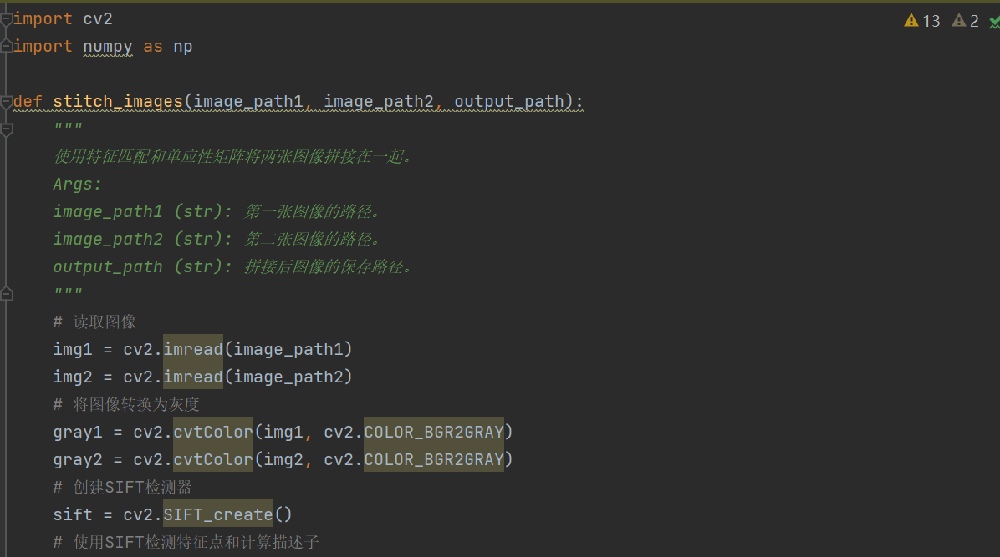 import cv2
import numpy as np
def stitch_images(image_path1, image_path2, output_path):
"""
使用特征匹配和单应性矩阵将两张图像拼接在一起。
Args:
image_path1 (str): 第一张图像的路径。
image_path2 (str): 第二张图像的路径。
output_path (str): 拼接后图像的保存路径。
"""
# 读取图像
img1 = cv2.imread(image_path1)
img2 = cv2.imread(image_path2)
# 将图像转换为灰度
gray1 = cv2.cvtColor(img1, cv2.COLOR_BGR2GRAY)
gray2 = cv2.cvtColor(img2, cv2.COLOR_BGR2GRAY)
# 创建SIFT检测器
sift = cv2.SIFT_create()
# 使用SIFT检测特征点和计算描述子
13 2